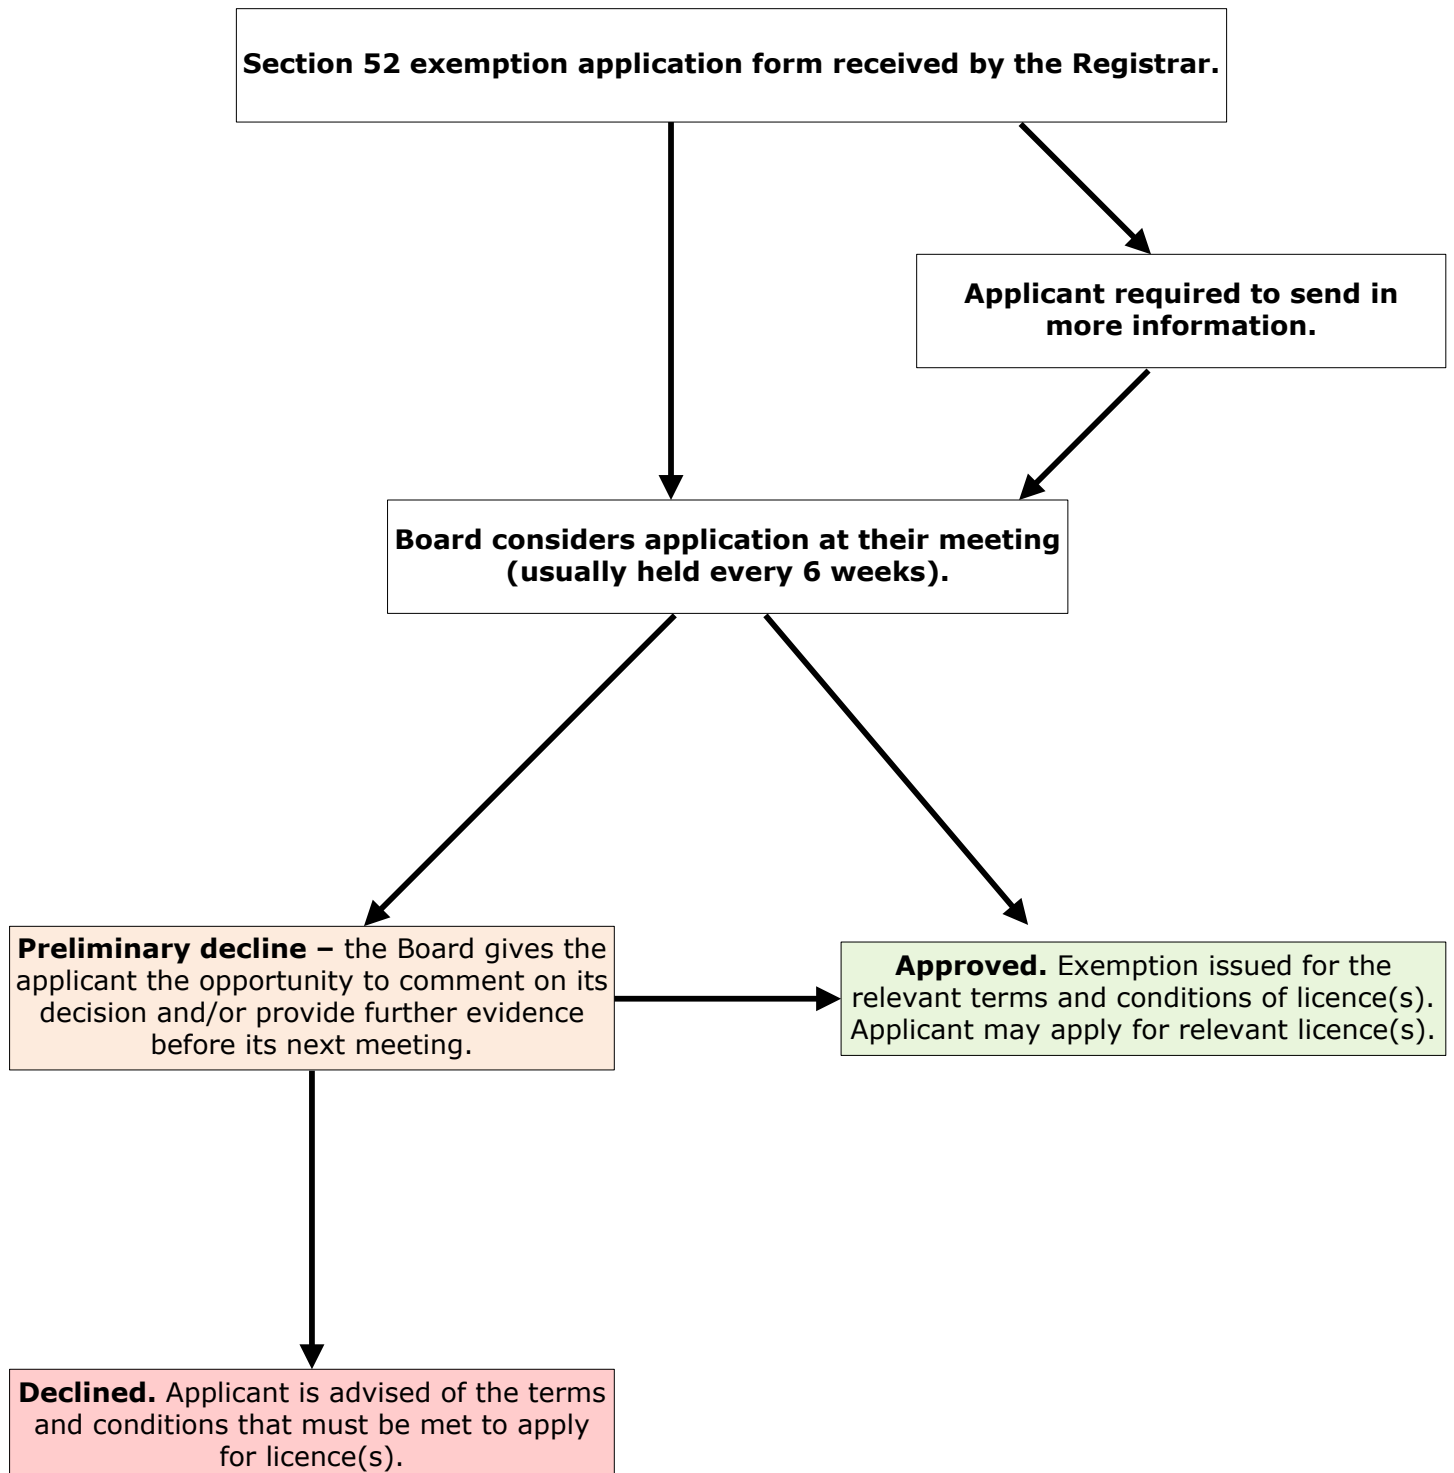 Section 52 exemption application form received by the Registrar.
Applicant required to send in
more information.
Board considers application at their meeting
(usually held every 6 weeks).
Preliminary decline – the Board gives the
applicant the opportunity to comment on its
decision and/or provide further evidence
before its next meeting.
Approved. Exemption issued for the
relevant terms and conditions of licence(s).
Applicant may apply for relevant licence(s).
Declined. Applicant is advised of the terms
and conditions that must be met to apply
for licence(s).